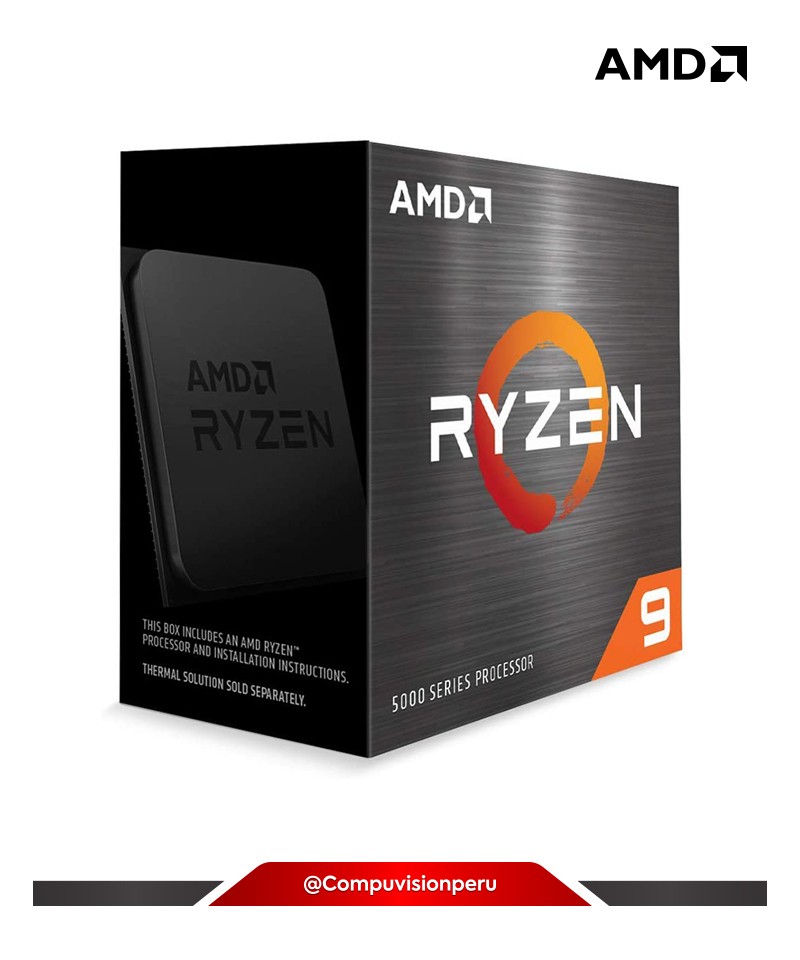 AMD
AMD
RYZEN
9
5000 SERIES PROCESSOR
AMD
RYZEN
THIS BOX INCLUDES AN AMD RYZEN™
PROCESSOR AND INSTALLATION INSTRUCTIONS.
THERMAL SOLUTION SOLD SEPARATELY.
@Compuvisionperu